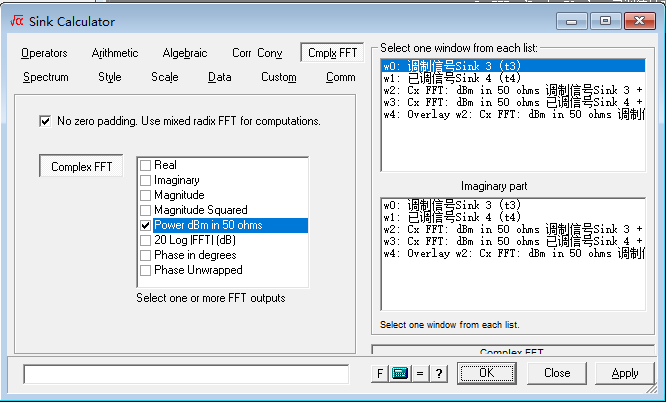 Sink Calculator
Operators Arithmetic Algebraic Corr Conv Cmplx FFT
Spectrum Style Scale Data Custom Comm
No zero padding. Use mixed radix FFT for computations.
Complex FFT
Real
Imaginary
Magnitude
Magnitude Squared
Power dBm in 50 ohms
20 Log |FFT| (dB)
Phase in degrees
Phase Unwrapped
Select one or more FFT outputs
Select one window from each list:
w0: 调制信号Sink 3 (t3)
w1: 已调信号Sink 4 (t4)
w2: Cx FFT: dBm in 50 ohms 调制信号Sink 3 +
w3: Cx FFT: dBm in 50 ohms 已调信号Sink 4 +
w4: Overlay w2: Cx FFT: dBm in 50 ohms 调制
Imaginary part
w0: 调制信号Sink 3 (t3)
w1: 已调信号Sink 4 (t4)
w2: Cx FFT: dBm in 50 ohms 调制信号Sink 3 +
w3: Cx FFT: dBm in 50 ohms 已调信号Sink 4 +
w4: Overlay w2: Cx FFT: dBm in 50 ohms 调制
Select one window from each list.
Complex FFT
F = ? OK Close Apply